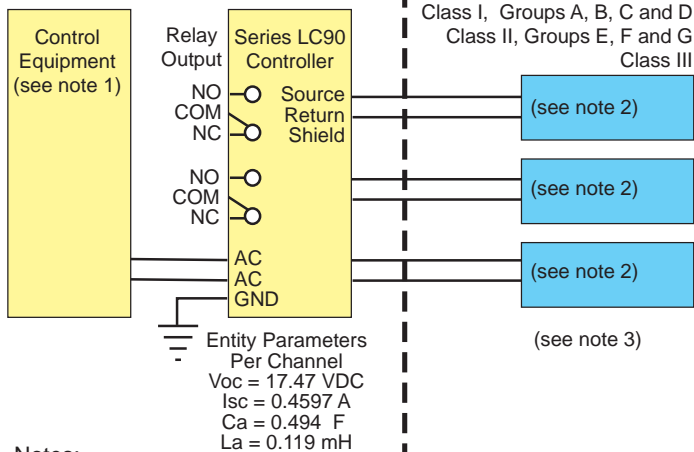 Class I, Groups A, B, C and D
Class II, Groups E, F and G
Class III
Control
Equipment
(see note 1)
Relay
Output
Series LC90
Controller
NO
COM
NC
Source
Return
Shield
NO
COM
NC
AC
AC
GND
(see note 2)
(see note 2)
(see note 2)
(see note 3)
Entity Parameters
Per Channel
Voc = 17.47 VDC
Isc = 0.4597 A
Ca = 0.494 F
La = 0.119 mH
Notes: